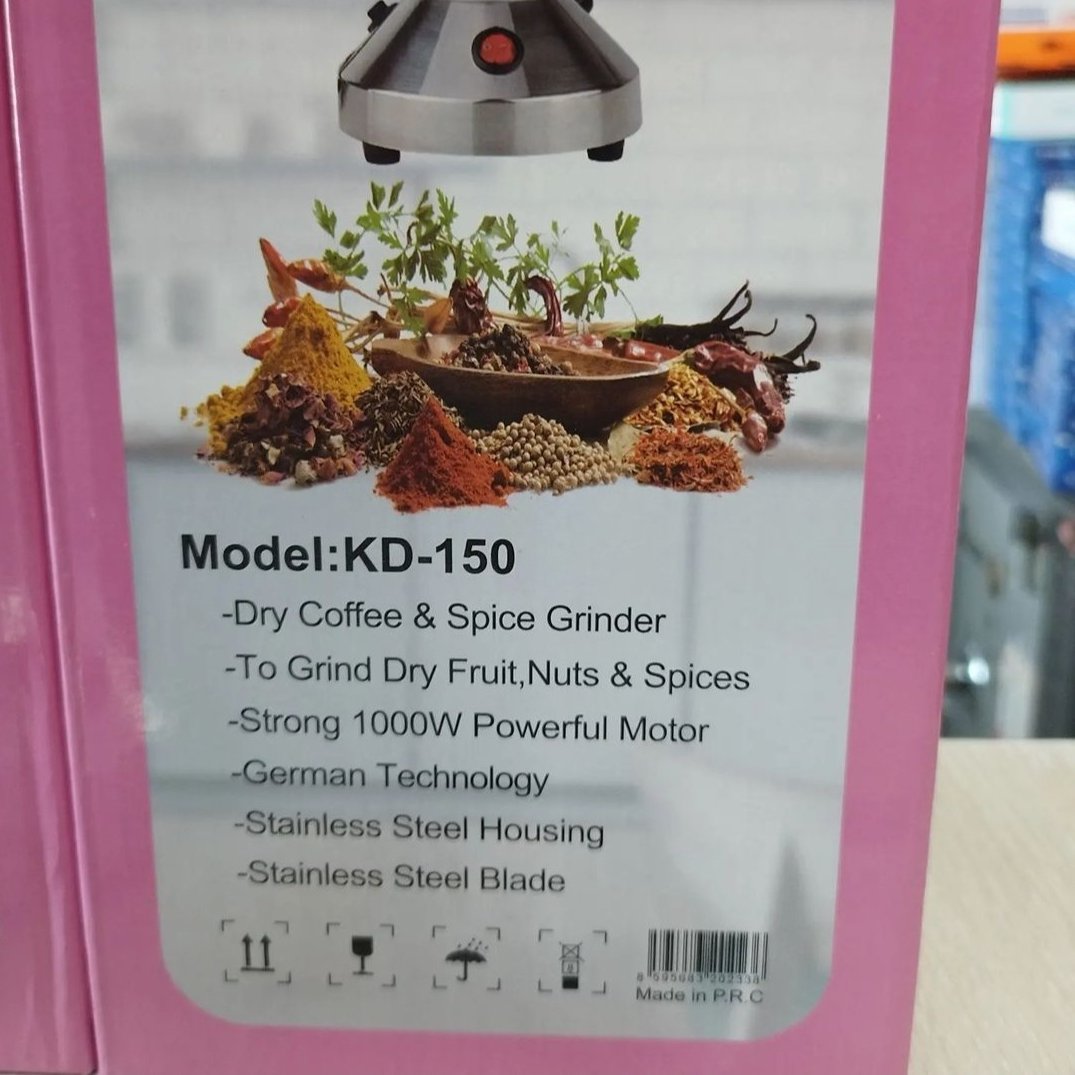 Model:KD-150
-Dry Coffee & Spice Grinder
-To Grind Dry Fruit,Nuts & Spices
-Strong 1000W Powerful Motor
-German Technology
-Stainless Steel Housing
-Stainless Steel Blade
Made in P.R.C